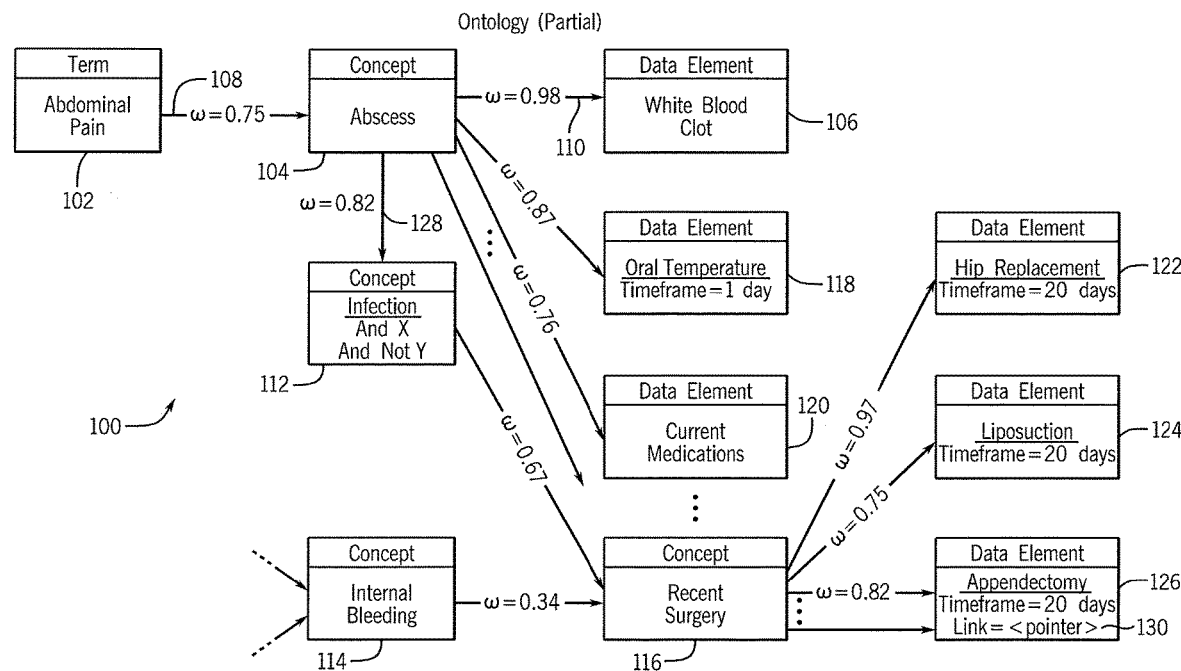 Ontology (Partial)
Term
Abdominal
Pain
102
108
ω=0.75
Concept
Abscess
104
ω=0.98
110
Data Element
White Blood
Clot
106
ω=0.82
128
ω=0.87
ω=0.76
Data Element
Oral Temperature
Timeframe=1 day
118
Data Element
Hip Replacement
Timeframe=20 days
122
Concept
Infection
And X
And Not Y
112
ω=0.67
100
Data Element
Current
Medications
120
ω=0.97
ω=0.75
Data Element
Liposuction
Timeframe=20 days
124
Concept
Internal
Bleeding
114
ω=0.34
Concept
Recent
Surgery
116
ω=0.82
Data Element
Appendectomy
Timeframe=20 days
Link=<pointer>
126
130